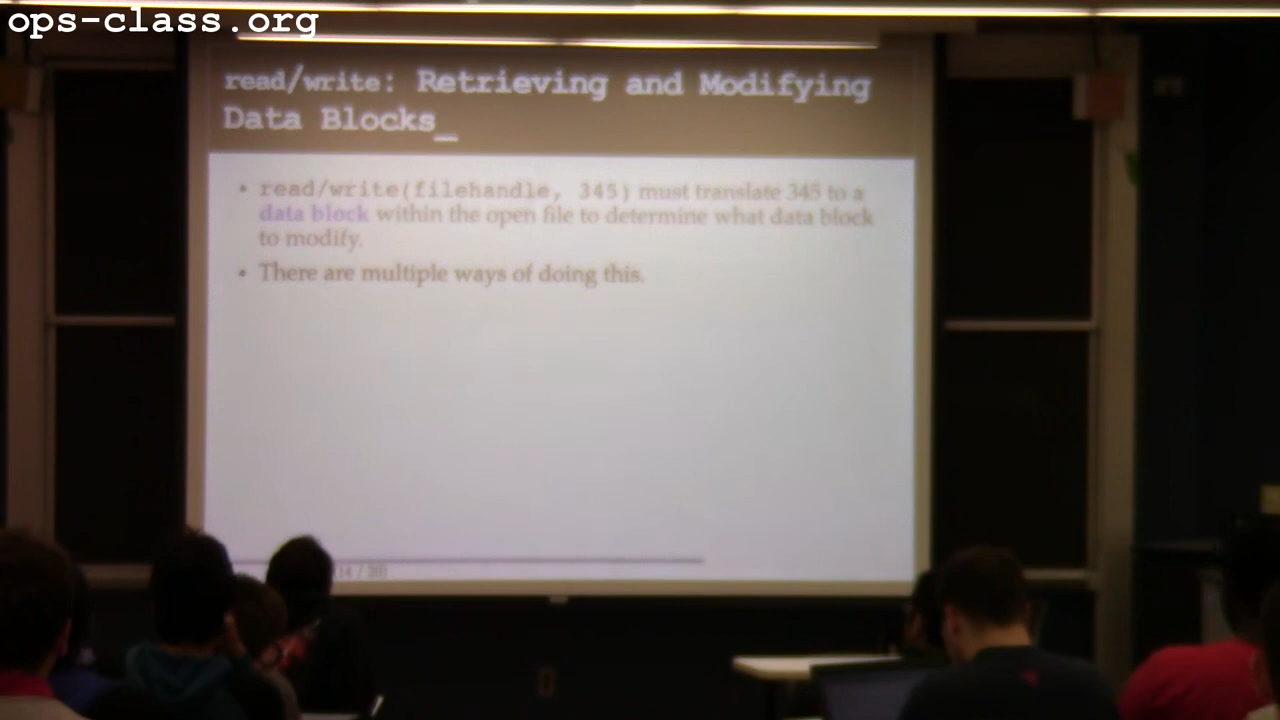 ops-class.org
read/write: Retrieving and Modifying
Data Blocks_
• read/write(filehandle, 345) must translate 345 to a
data block within the open file to determine what data block
to modify.
• There are multiple ways of doing this.
14 / 20